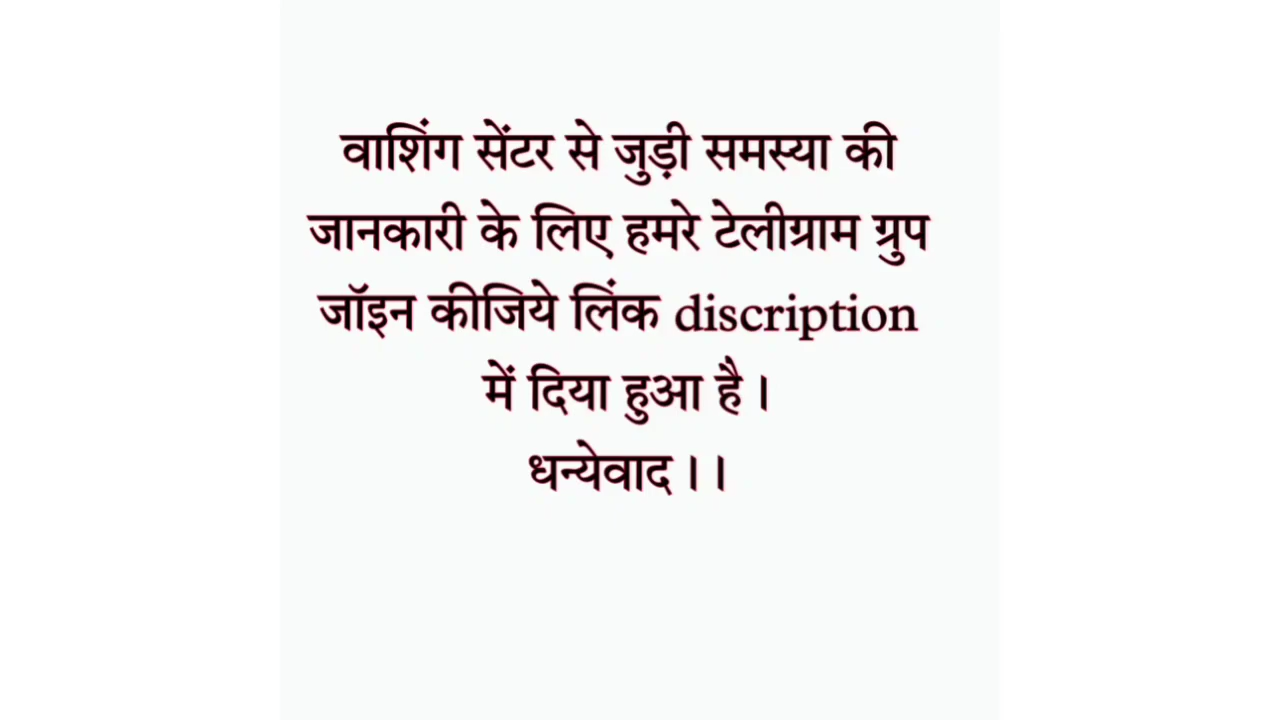 वाशिंग सेंटर से जुड़ी समस्या की
जानकारी के लिए हमरे टेलीग्राम ग्रुप
जॉइन कीजिये लिंक discription
में दिया हुआ है ।
धन्येवाद । ।